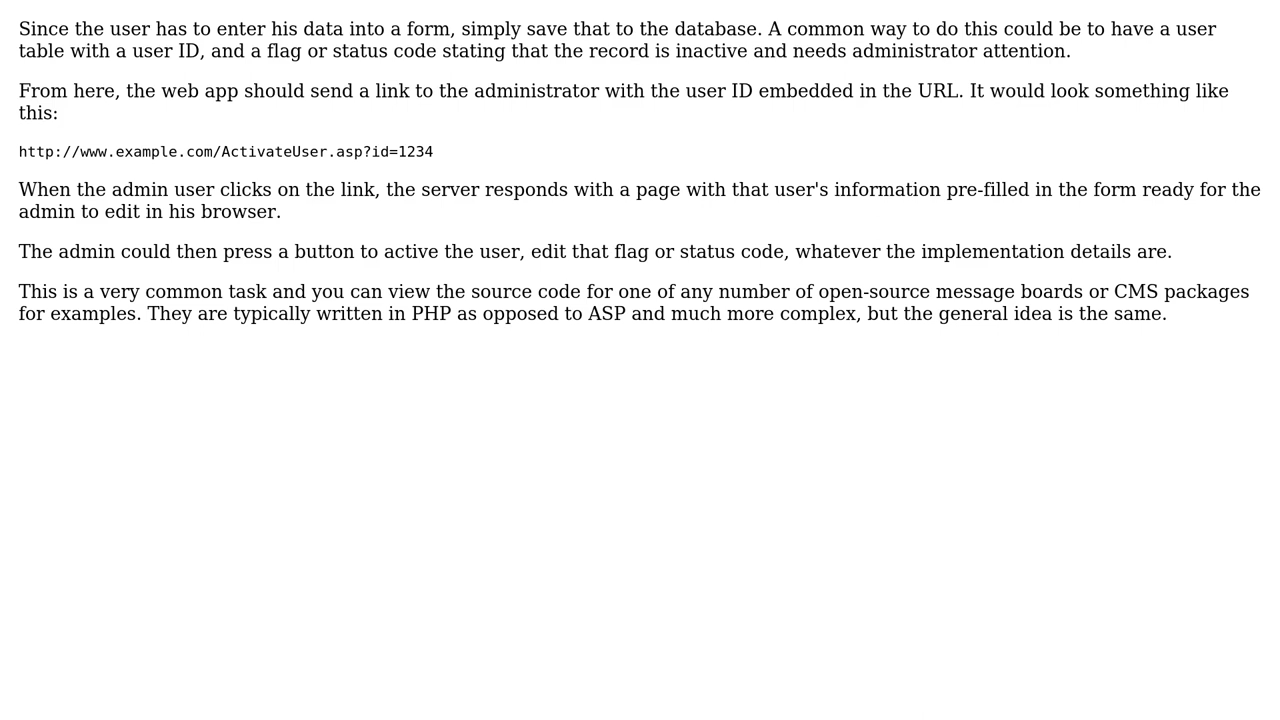 Since the user has to enter his data into a form, simply save that to the database. A common way to do this could be to have a user
table with a user ID, and a flag or status code stating that the record is inactive and needs administrator attention.
From here, the web app should send a link to the administrator with the user ID embedded in the URL. It would look something like
this:
http://www.example.com/ActivateUser.asp?id=1234
When the admin user clicks on the link, the server responds with a page with that user's information pre-filled in the form ready for the
admin to edit in his browser.
The admin could then press a button to active the user, edit that flag or status code, whatever the implementation details are.
This is a very common task and you can view the source code for one of any number of open-source message boards or CMS packages
for examples. They are typically written in PHP as opposed to ASP and much more complex, but the general idea is the same.